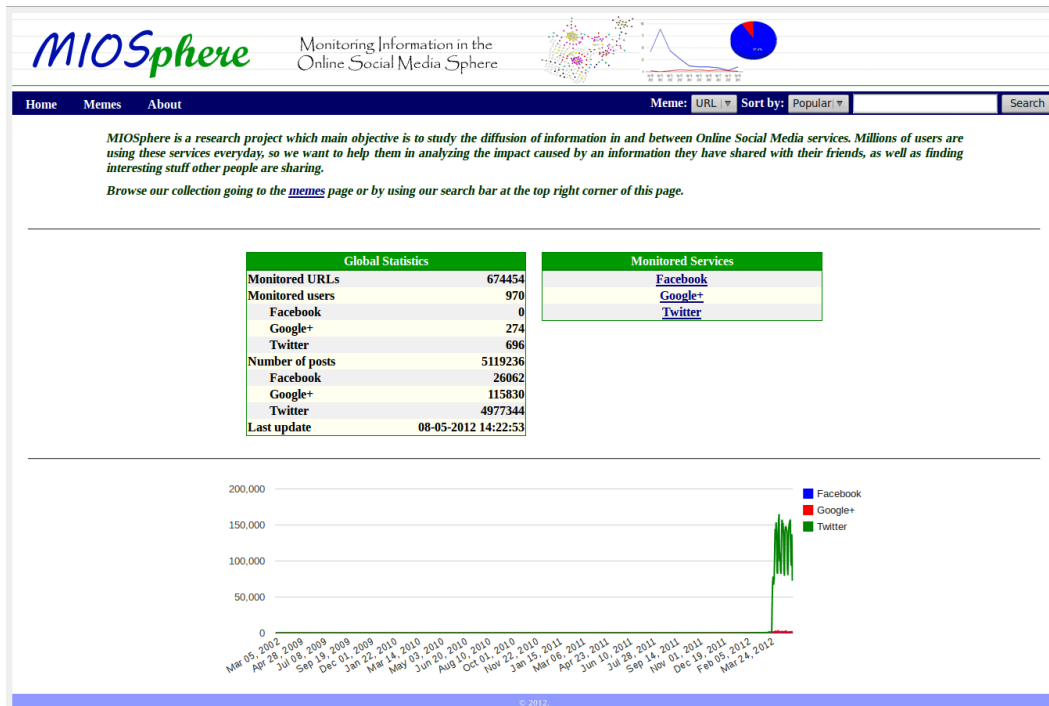 MIOSphere
Monitoring Information in the
Online Social Media Sphere
Home Memes About Meme: URL Sort by: Popular Search
MIOSphere is a research project which main objective is to study the diffusion of information in and between Online Social Media services. Millions of users are
using these services everyday, so we want to help them in analyzing the impact caused by an information they have shared with their friends, as well as finding
interesting stuff other people are sharing.
Browse our collection going to the memes page or by using our search bar at the top right corner of this page.
Global Statistics
Monitored URLs 674454
Monitored users 970
Facebook 0
Google+ 274
Twitter 696
Number of posts 5119236
Facebook 26062
Google+ 115830
Twitter 4977344
Last update 08-05-2012 14:22:53
Monitored Services
Facebook
Google+
Twitter
200,000
150,000
100,000
50,000
0
Facebook
Google+
Twitter
Mar 05, 2002
Apr 28, 2009
Jul 08, 2009
Sep 19, 2009
Dec 01, 2009
Jan 22, 2010
Mar 14, 2010
May 03, 2010
Jun 20, 2010
Aug 10, 2010
Oct 01, 2010
Nov 22, 2010
Jan 15, 2011
Mar 06, 2011
Apr 23, 2011
Jun 10, 2011
Jul 28, 2011
Sep 14, 2011
Nov 01, 2011
Dec 19, 2011
Feb 05, 2012
Mar 24, 2012
© 2012.